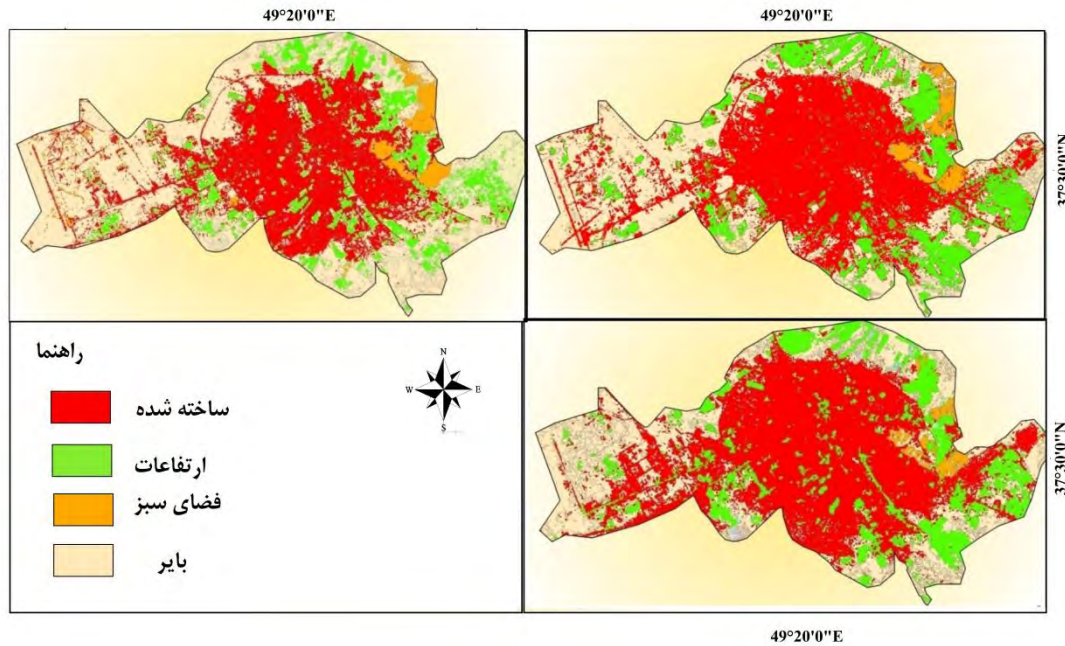 49°20'0"E
49°20'0"E
37°30'0"N
راهنما
ساخته شده
ارتفاعات
فضای سبز
بایر
N
W
E
S
37°30'0"N
49°20'0"E